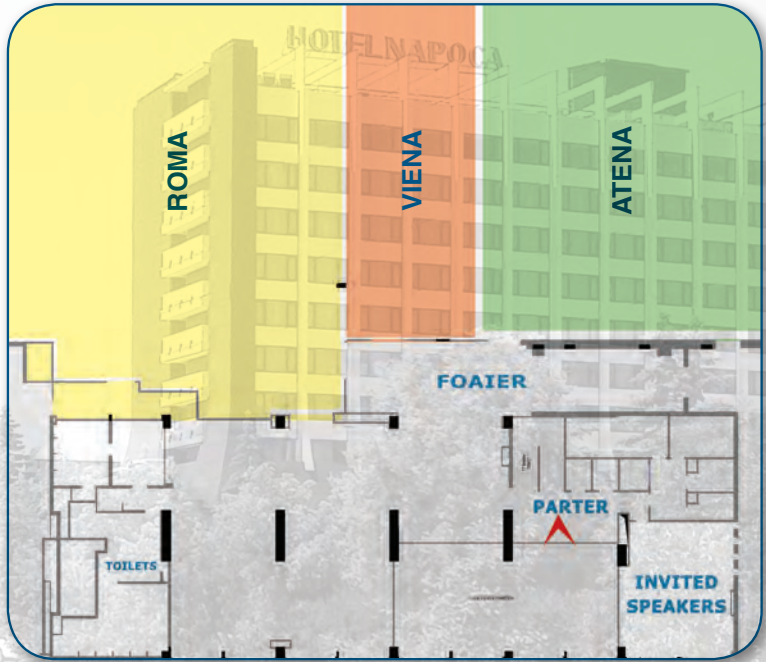 HOTEL NAPOCA
ROMA
VIENA
ATENA
FOAIER
PARTER
TOILETS
INVITED
SPEAKERS